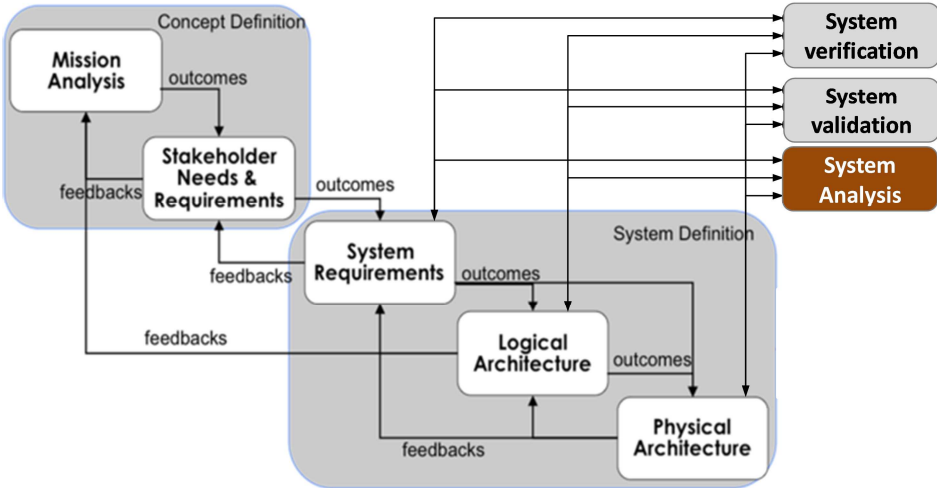 Concept Definition
Mission
Analysis
outcomes
Stakeholder
Needs &
Requirements
feedbacks
outcomes
System
verification
System
validation
System
Analysis
System Definition
System
Requirements
feedbacks
outcomes
feedbacks
Logical
Architecture
outcomes
Physical
Architecture
feedbacks